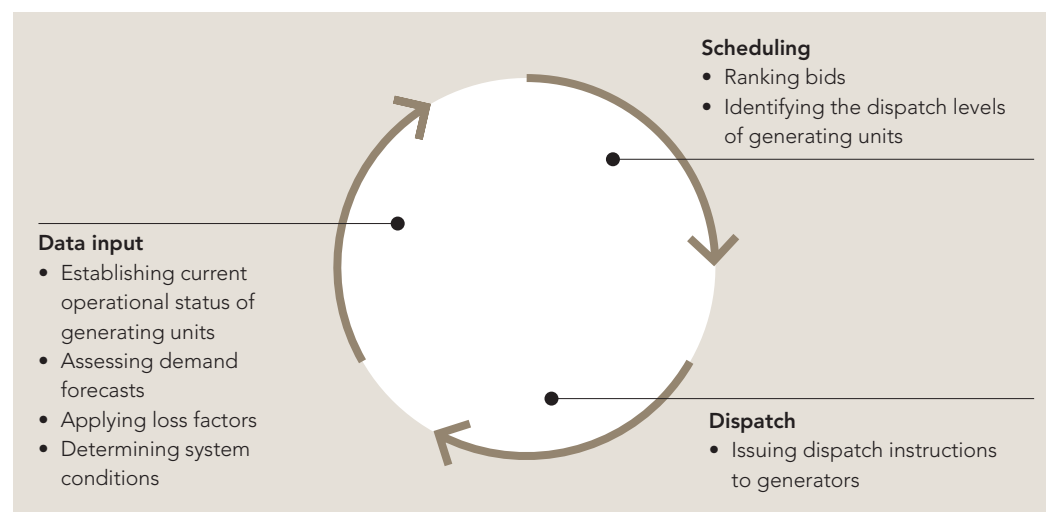 Scheduling
• Ranking bids
• Identifying the dispatch levels
of generating units
Data input
• Establishing current
operational status of
generating units
• Assessing demand
forecasts
• Applying loss factors
• Determining system
conditions
Dispatch
• Issuing dispatch instructions
to generators